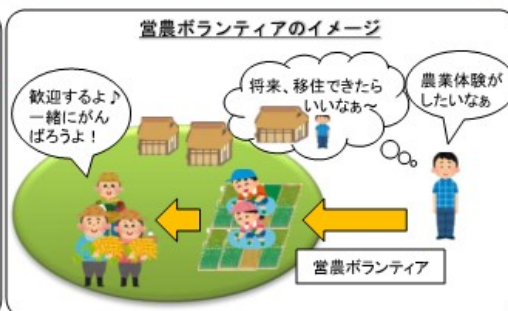 営農ボランティアのイメージ
歓迎するよ♪
一緒にがん
ばろうよ！
将来、移住できたら
いいなぁ～
農業体験が
したいなぁ
営農ボランティア